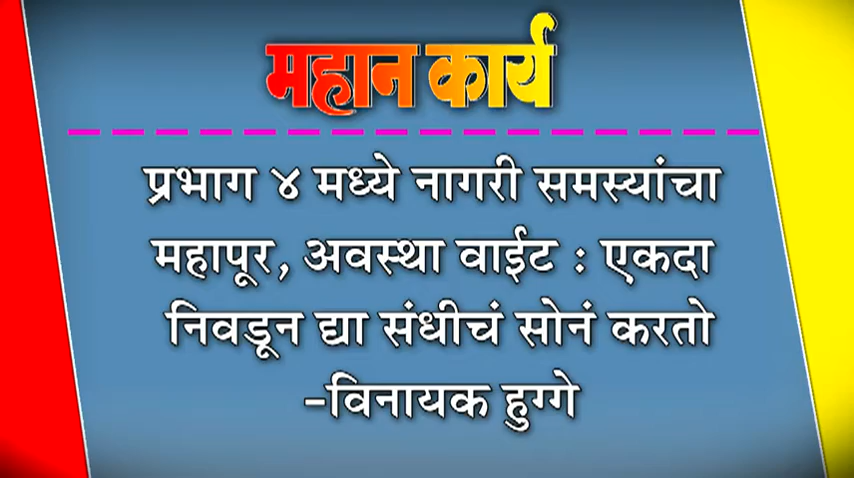 महान कार्य
प्रभाग ४ मध्ये नागरी समस्यांचा
महापूर, अवस्था वाईट : एकदा
निवडून द्या संधीचं सोनं करतो
-विनायक हुग्गे